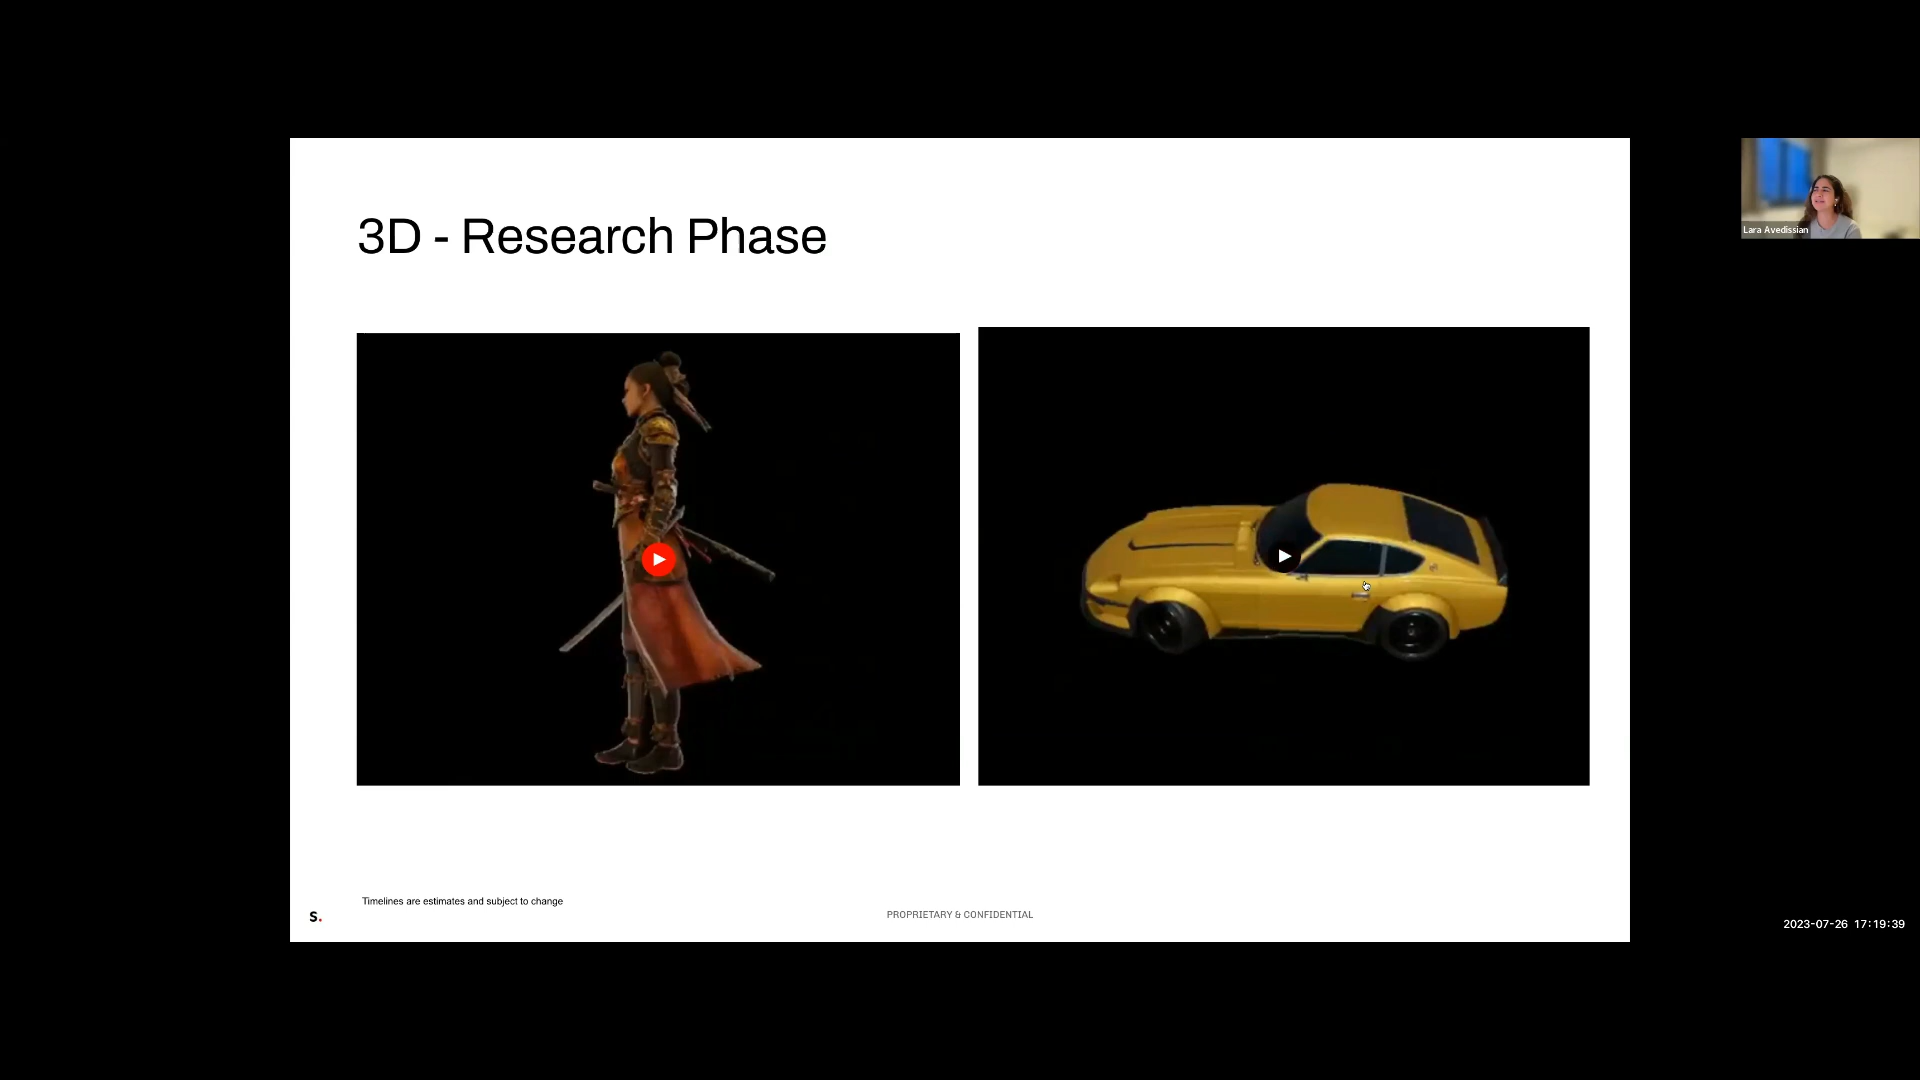 3D - Research Phase
Lara Avedissian
Timelines are estimates and subject to change
s.
PROPRIETARY & CONFIDENTIAL
2023-07-26 17:19:39